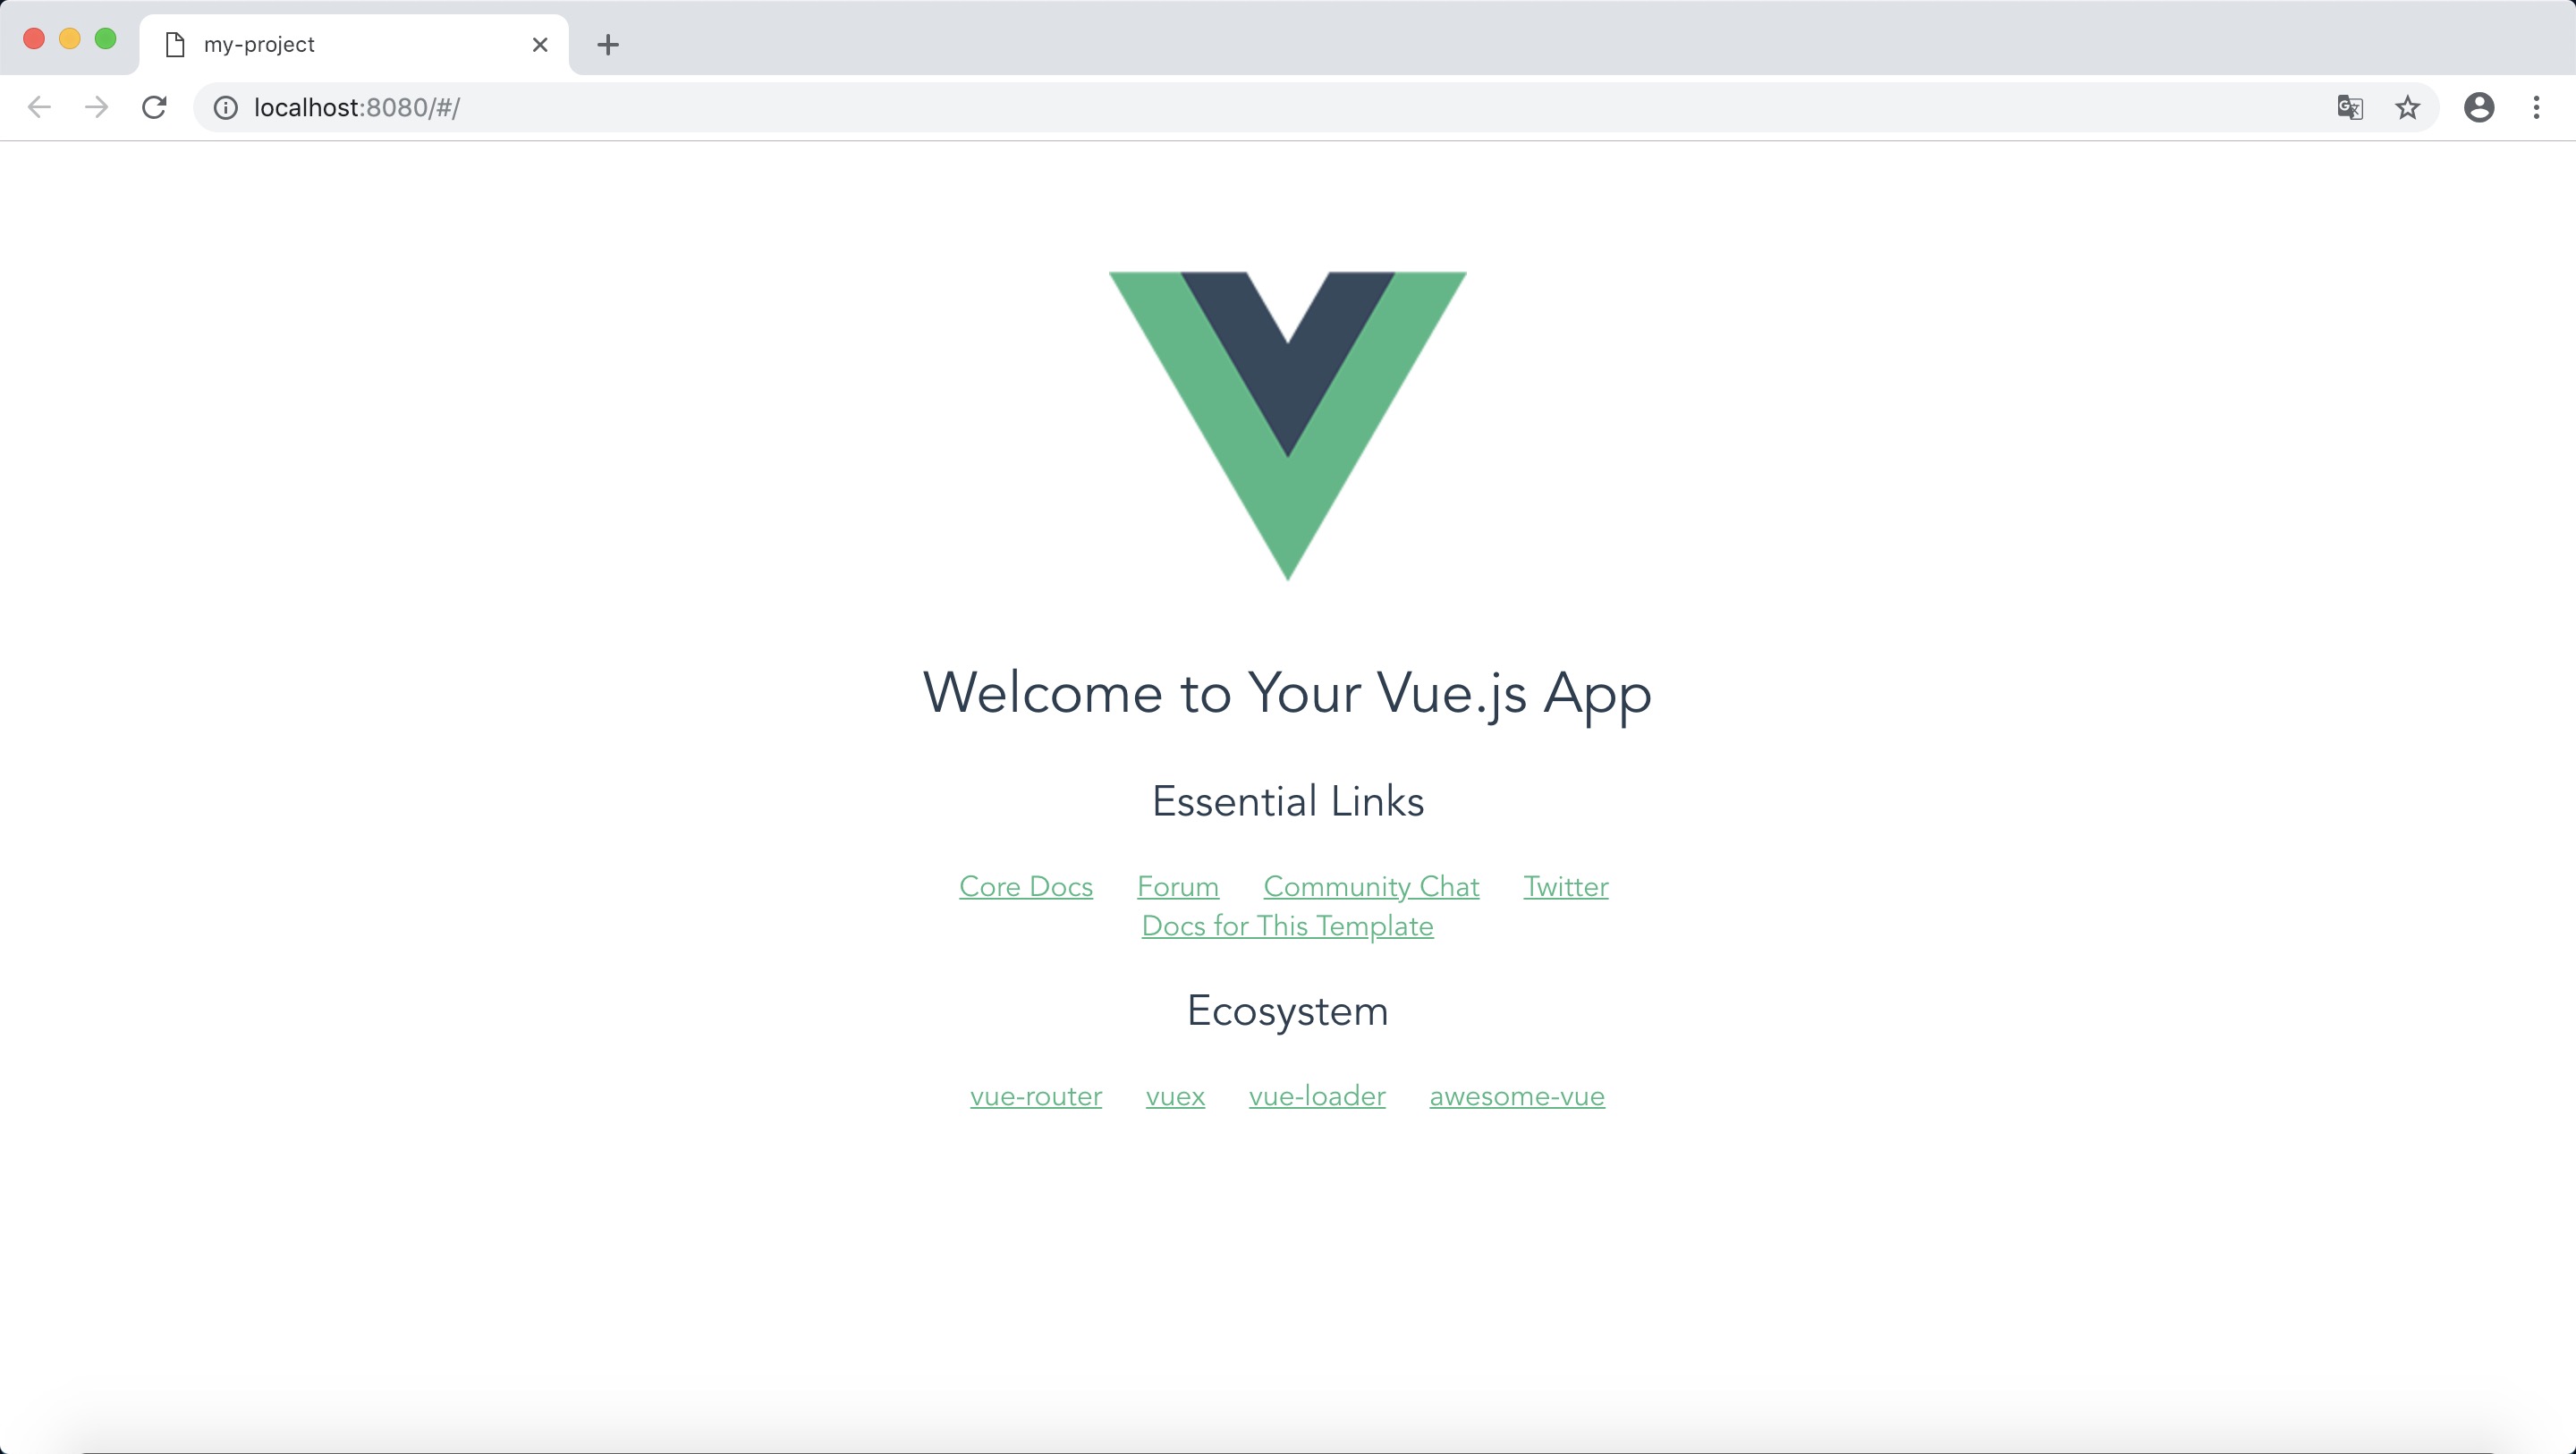 my-project
localhost:8080/#/
Welcome to Your Vue.js App
Essential Links
Core Docs Forum Community Chat Twitter
Docs for This Template
Ecosystem
vue-router vuex vue-loader awesome-vue